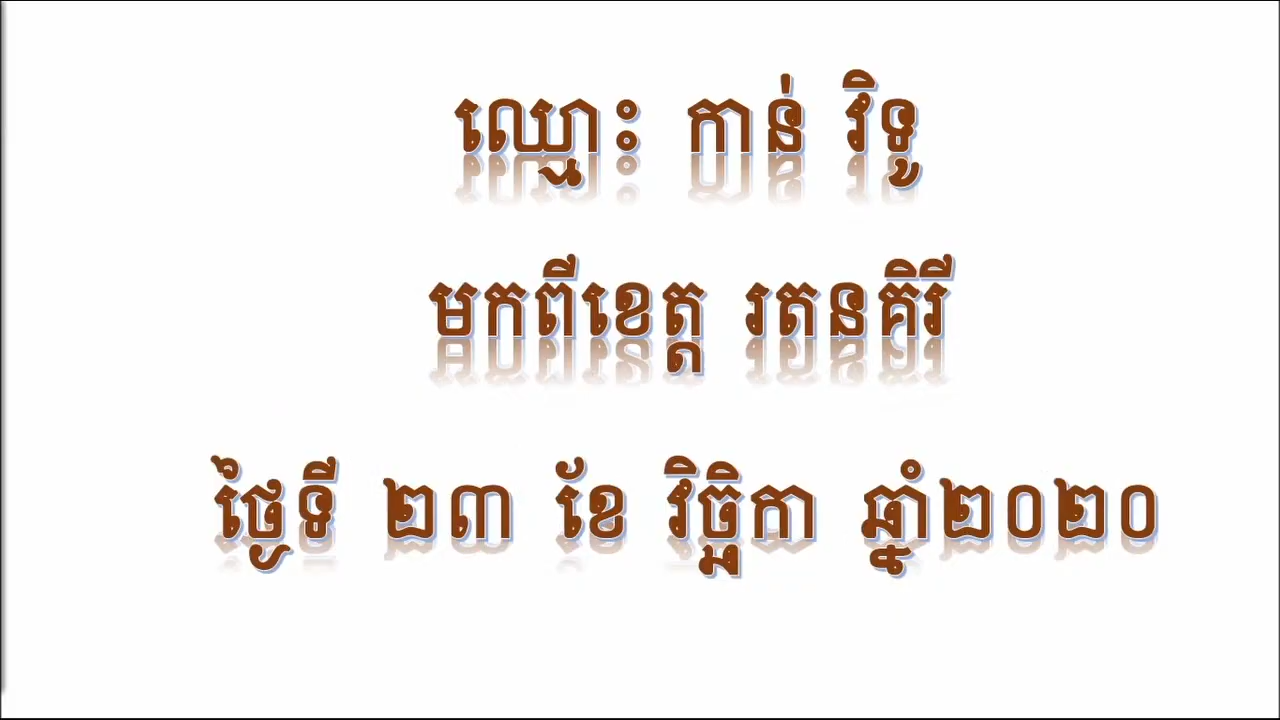 ឈ្មោះ កាន់ វិទូ
មកពីខេត្ត រតនគិរី
ថ្ងៃទី ២៣ ខែ វិច្ឆិកា ឆ្នាំ២០២០